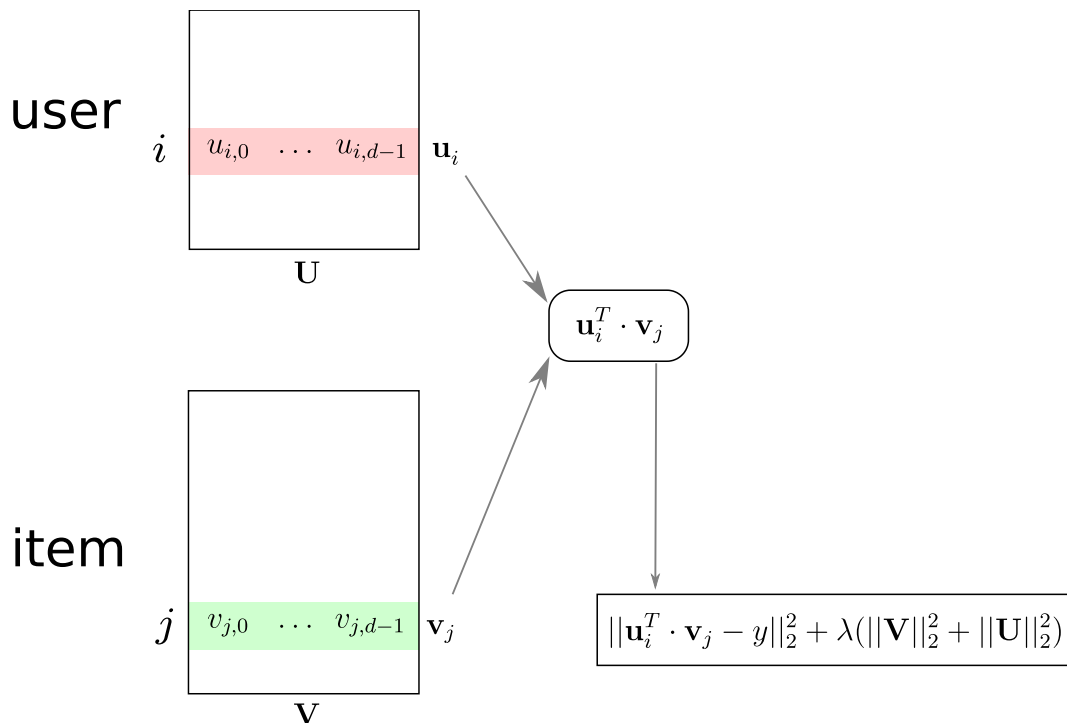 user
i u_{i,0} ... u_{i,d−1} u_i
U
u_i^T · v_j
item
j v_{j,0} ... v_{j,d−1} v_j
||u_i^T · v_j − y||_2^2 + λ(||V||_2^2 + ||U||_2^2)
V